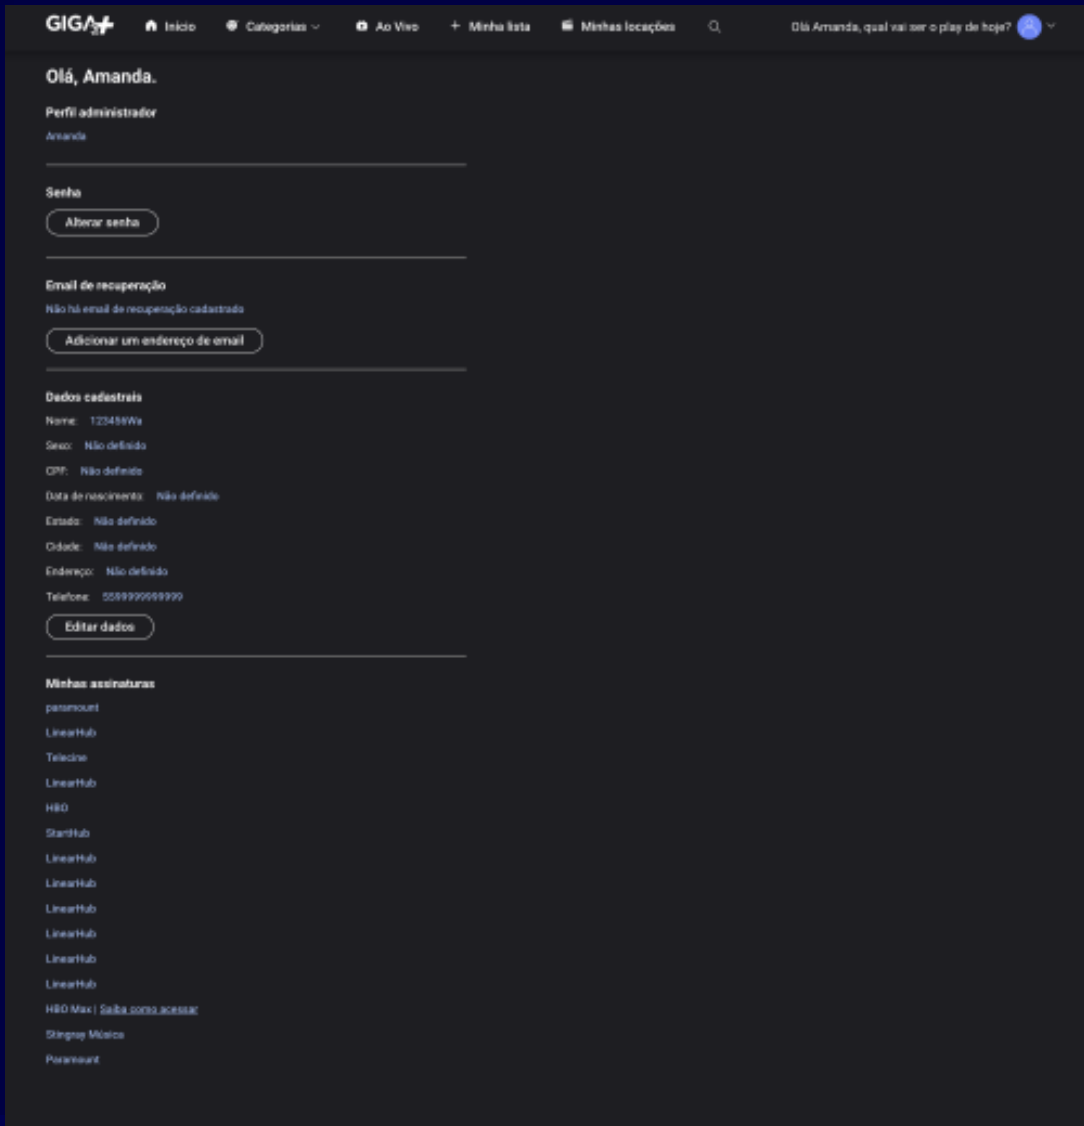 GIGA+
Início
Categorias
Ao Vivo
+ Minha lista
Minhas locações
Olá Amanda, qual vai ser o play de hoje?
Olá, Amanda.
Perfil administrador
Amanda
Senha
Alterar senha
Email de recuperação
Não há email de recuperação cadastrado
Adicionar um endereço de email
Dados cadastrais
Nome: 123456Wa
Sexo: Não definido
CPF: Não definido
Data de nascimento: Não definido
Estado: Não definido
Cidade: Não definido
Endereço: Não definido
Telefone: 5599999999999
Editar dados
Minhas assinaturas
paramount
LinearHub
Telecine
LinearHub
HBO
StartHub
LinearHub
LinearHub
LinearHub
LinearHub
LinearHub
LinearHub
HBO Max | Saiba como acessar
Stingray Música
Paramount